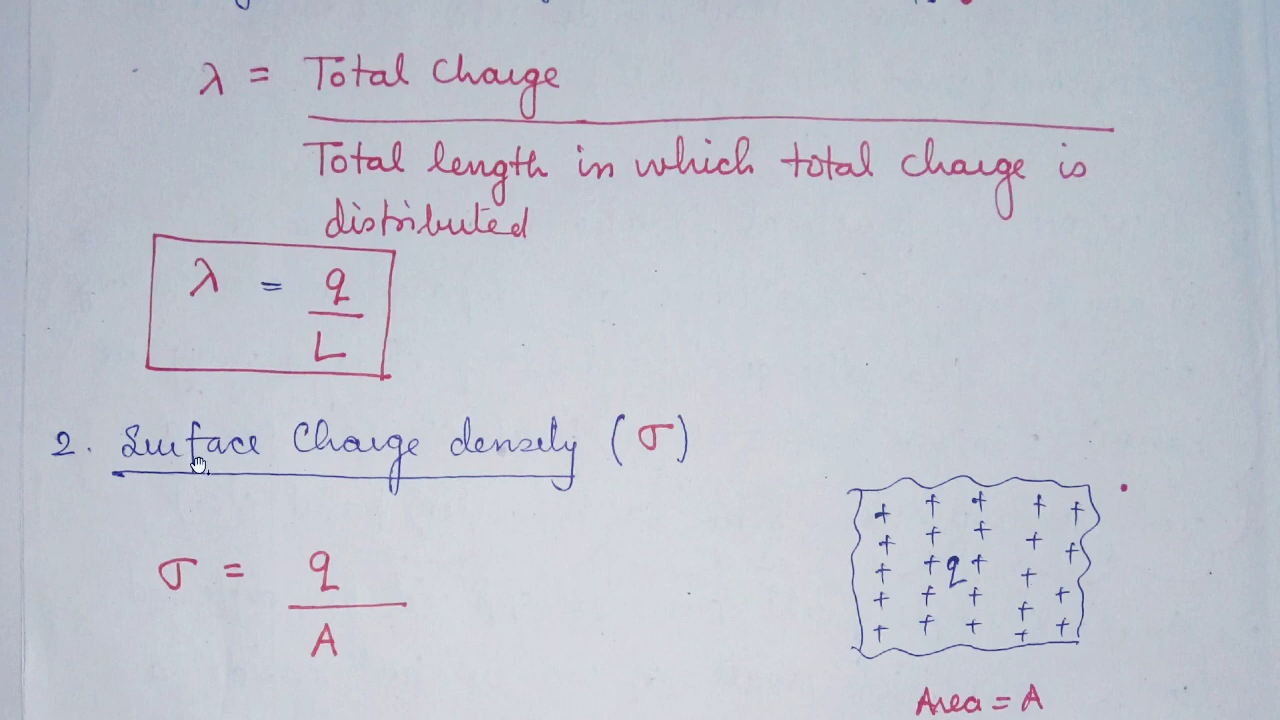 λ = Total Charge
Total length in which total charge is
distributed
λ = q
L
2. Surface Charge density (σ)
σ = q
A
+ + + + +
+ + + + +
+ + q + + +
+ + + + +
+ + + + +
Area = A